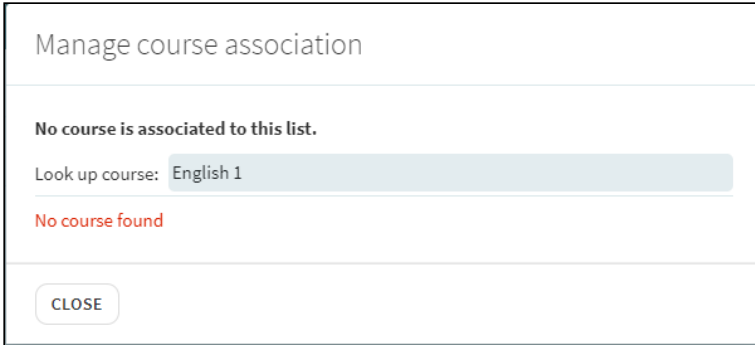 Manage course association
No course is associated to this list.
Look up course: English 1
No course found
CLOSE